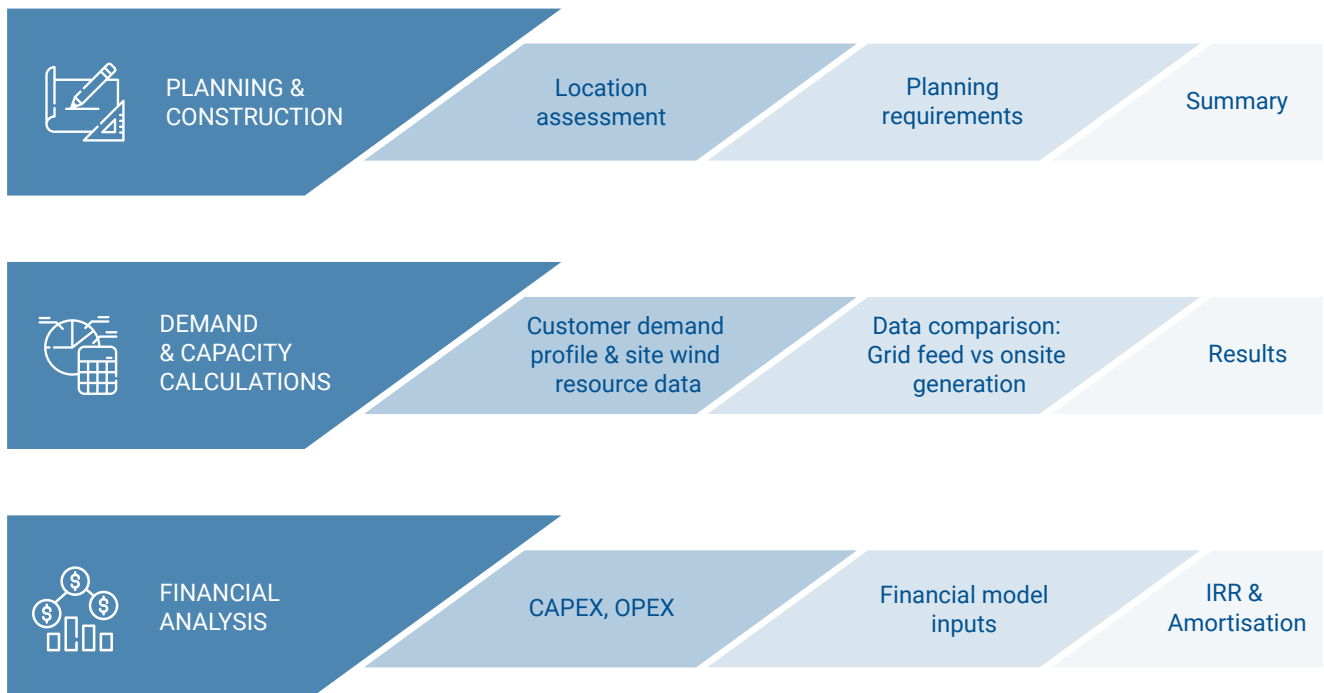 PLANNING &
CONSTRUCTION
Location
assessment
Planning
requirements
Summary
DEMAND
& CAPACITY
CALCULATIONS
Customer demand
profile & site wind
resource data
Data comparison:
Grid feed vs onsite
generation
Results
FINANCIAL
ANALYSIS
CAPEX, OPEX
Financial model
inputs
IRR &
Amortisation